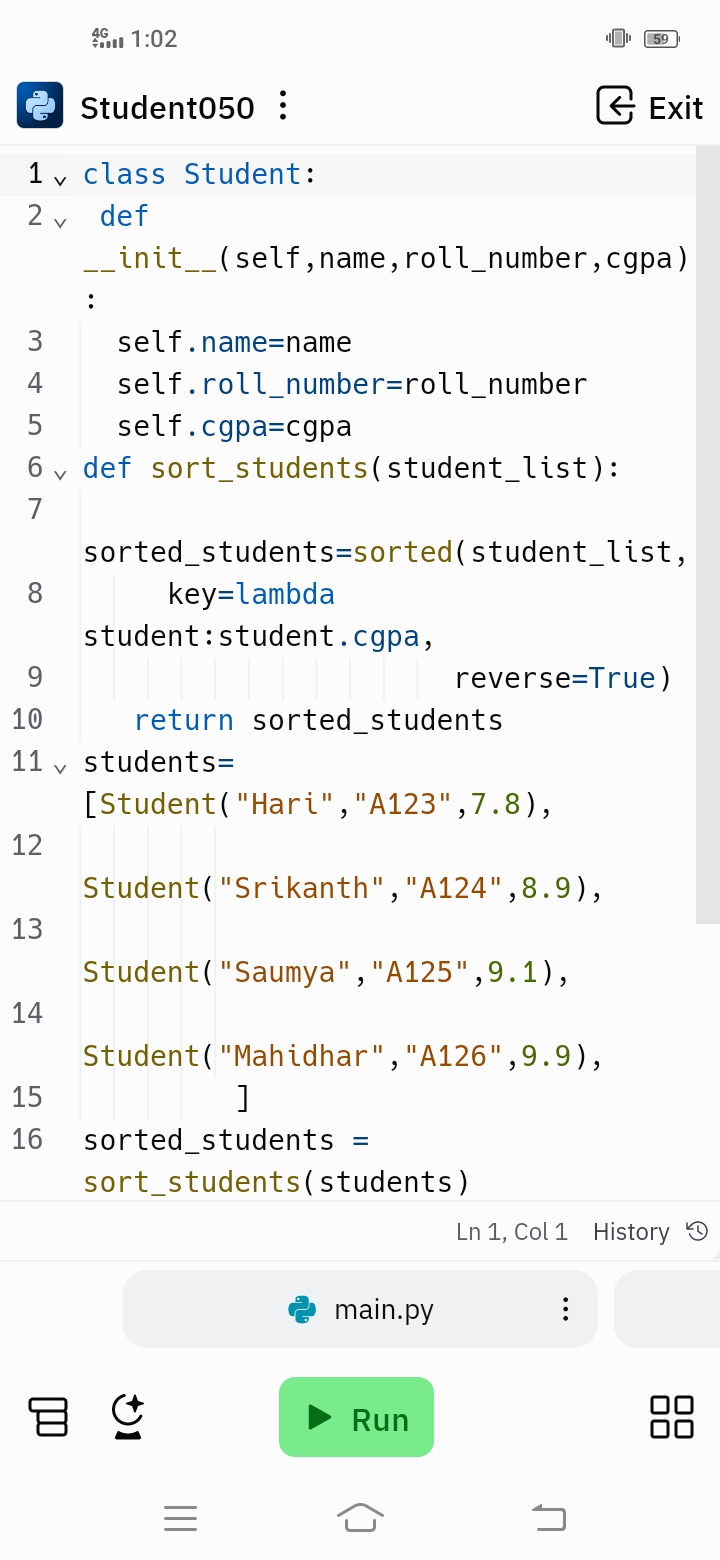 4G 1:02 59
Student050 Exit
1 class Student:
2 def
__init__(self,name,roll_number,cgpa)
:
3 self.name=name
4 self.roll_number=roll_number
5 self.cgpa=cgpa
6 def sort_students(student_list):
7
sorted_students=sorted(student_list,
8 key=lambda
student:student.cgpa,
9 reverse=True)
10 return sorted_students
11 students=
[Student("Hari","A123",7.8),
12
Student("Srikanth","A124",8.9),
13
Student("Saumya","A125",9.1),
14
Student("Mahidhar","A126",9.9),
15 ]
16 sorted_students =
sort_students(students)
Ln 1, Col 1 History
main.py
Run